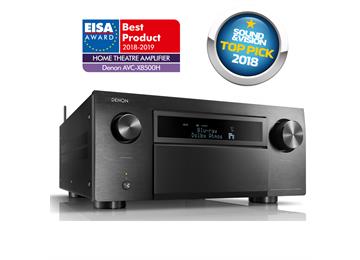 EISA
AWARD
Best
Product
2018-2019
HOME THEATRE AMPLIFIER
Denon AVC-X8500H
SOUND
&VISION
TOP PICK
2018
DENON
Blu-ray
Dolby Atmos